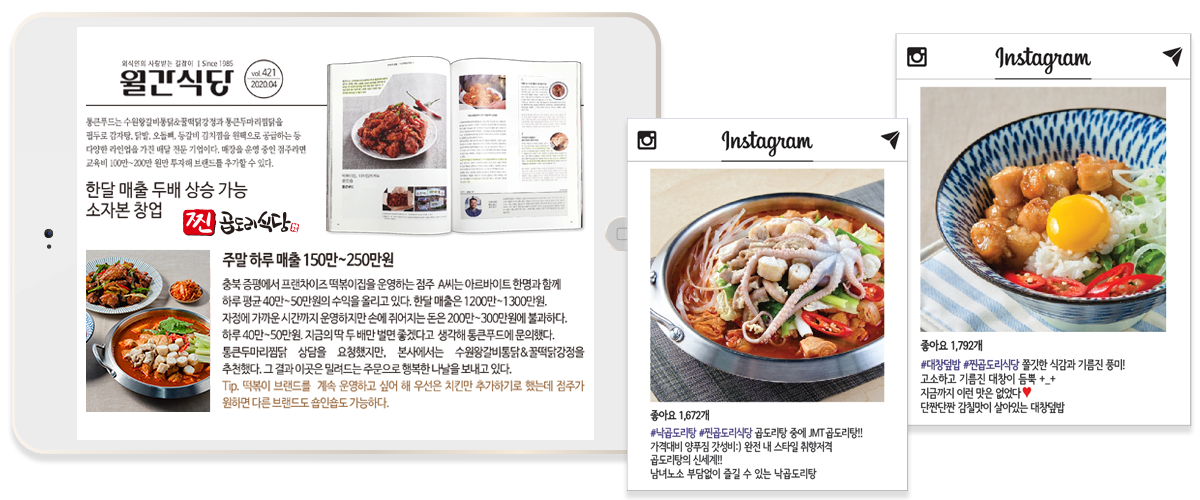 외식인의 사랑받는 길잡이 | Since 1985
월간식당
vol.421
2020.04
통큰푸드는 수원왕갈비통닭&꿀떡닭강정과 통큰두마리찜닭을
필두로 감자탕, 닭발, 오돌뼈, 등갈비 김치찜을 원팩으로 공급하는 등
다양한 라인업을 가진 배달 전문 기업이다. 매장을 운영 중인 점주라면
교육비 100만~200만 원만 투자해 브랜드를 추가할 수 있다.
한달 매출 두배 상승 가능
소자본 창업
찐 곱도리식당
주말 하루 매출 150만~250만원
충북 증평에서 프랜차이즈 떡볶이집을 운영하는 점주 A씨는 아르바이트 한명과 함께
하루 평균 40만~50만원의 수익을 올리고 있다. 한달 매출은 1200만~1300만원.
자정에 가까운 시간까지 운영하지만 손에 쥐어지는 돈은 200만~300만원에 불과하다.
하루 40만~50만원. 지금의 딱 두 배만 벌면 좋겠다고 생각해 통큰푸드에 문의했다.
통큰두마리찜닭 상담을 요청했지만, 본사에서는 수원왕갈비통닭&꿀떡닭강정을
추천했다. 그 결과 이곳은 밀려드는 주문으로 행복한 나날을 보내고 있다.
Tip. 떡볶이 브랜드를 계속 운영하고 싶어 해 우선은 치킨만 추가하기로 했는데 점주가
원하면 다른 브랜드도 숍인숍도 가능하다.
Instagram
좋아요 1,672개
#낙곱도리탕 #찐곱도리식당 곱도리탕 중에 JMT곱도리탕!!
가격대비 양푸짐 갓성비:) 완전 내 스타일 취향저격
곱도리탕의 신세계!!
남녀노소 부담없이 즐길 수 있는 낙곱도리탕
Instagram
좋아요 1,792개
#대창덮밥 #찐곱도리식당 쫄깃한 식감과 기름진 풍미!
고소하고 기름진 대창이 듬뿍 +_+
지금까지 이런 맛은 없었다♥
단짠단짠 감칠맛이 살아있는 대창덮밥